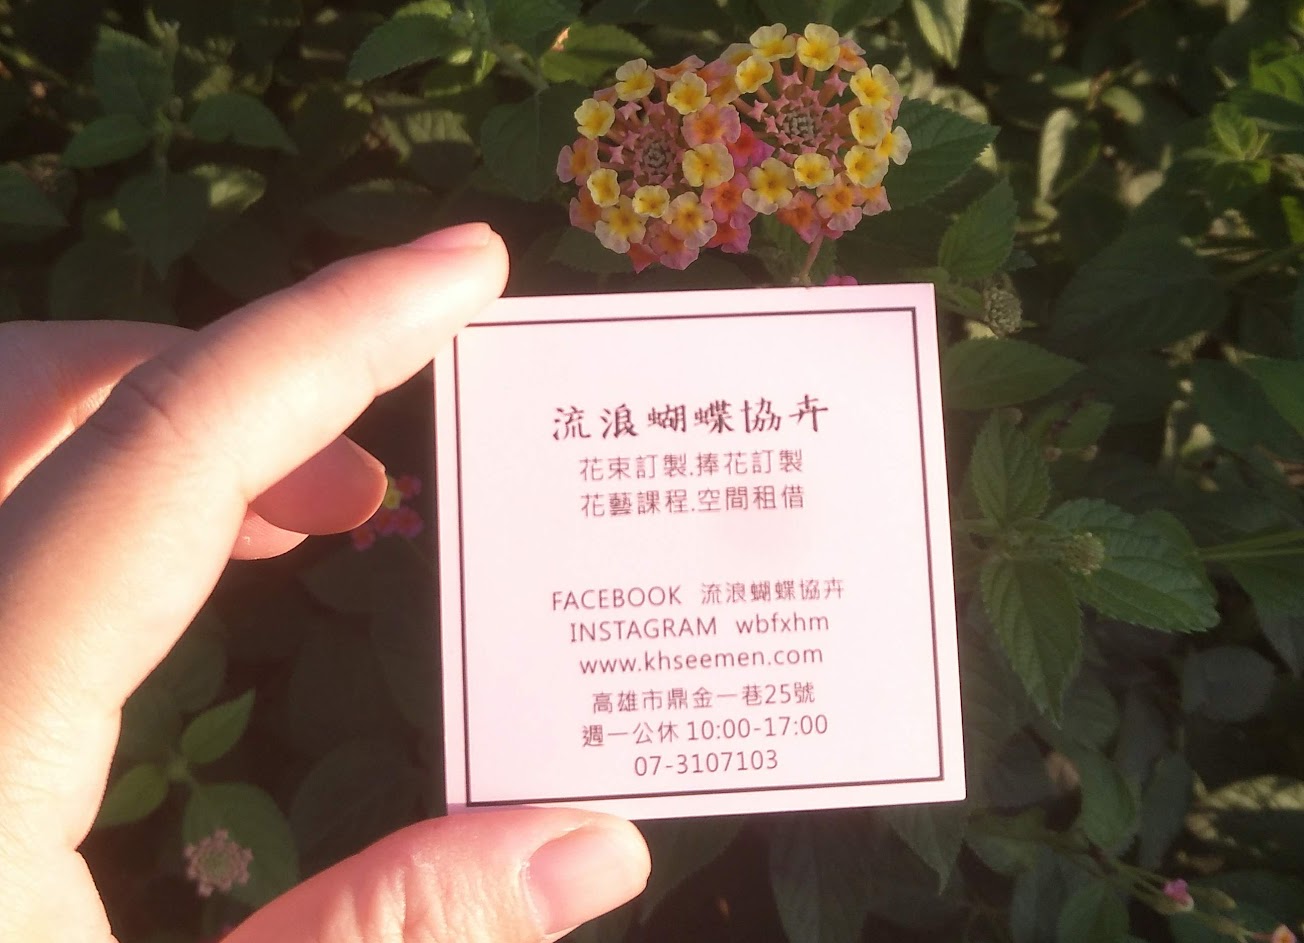 流浪蝴蝶協卉
花束訂製.捧花訂製
花藝課程.空間租借
FACEBOOK 流浪蝴蝶協卉
INSTAGRAM wbfxhm
www.khseemen.com
高雄市鼎金一巷25號
週一公休 10:00-17:00
07-3107103